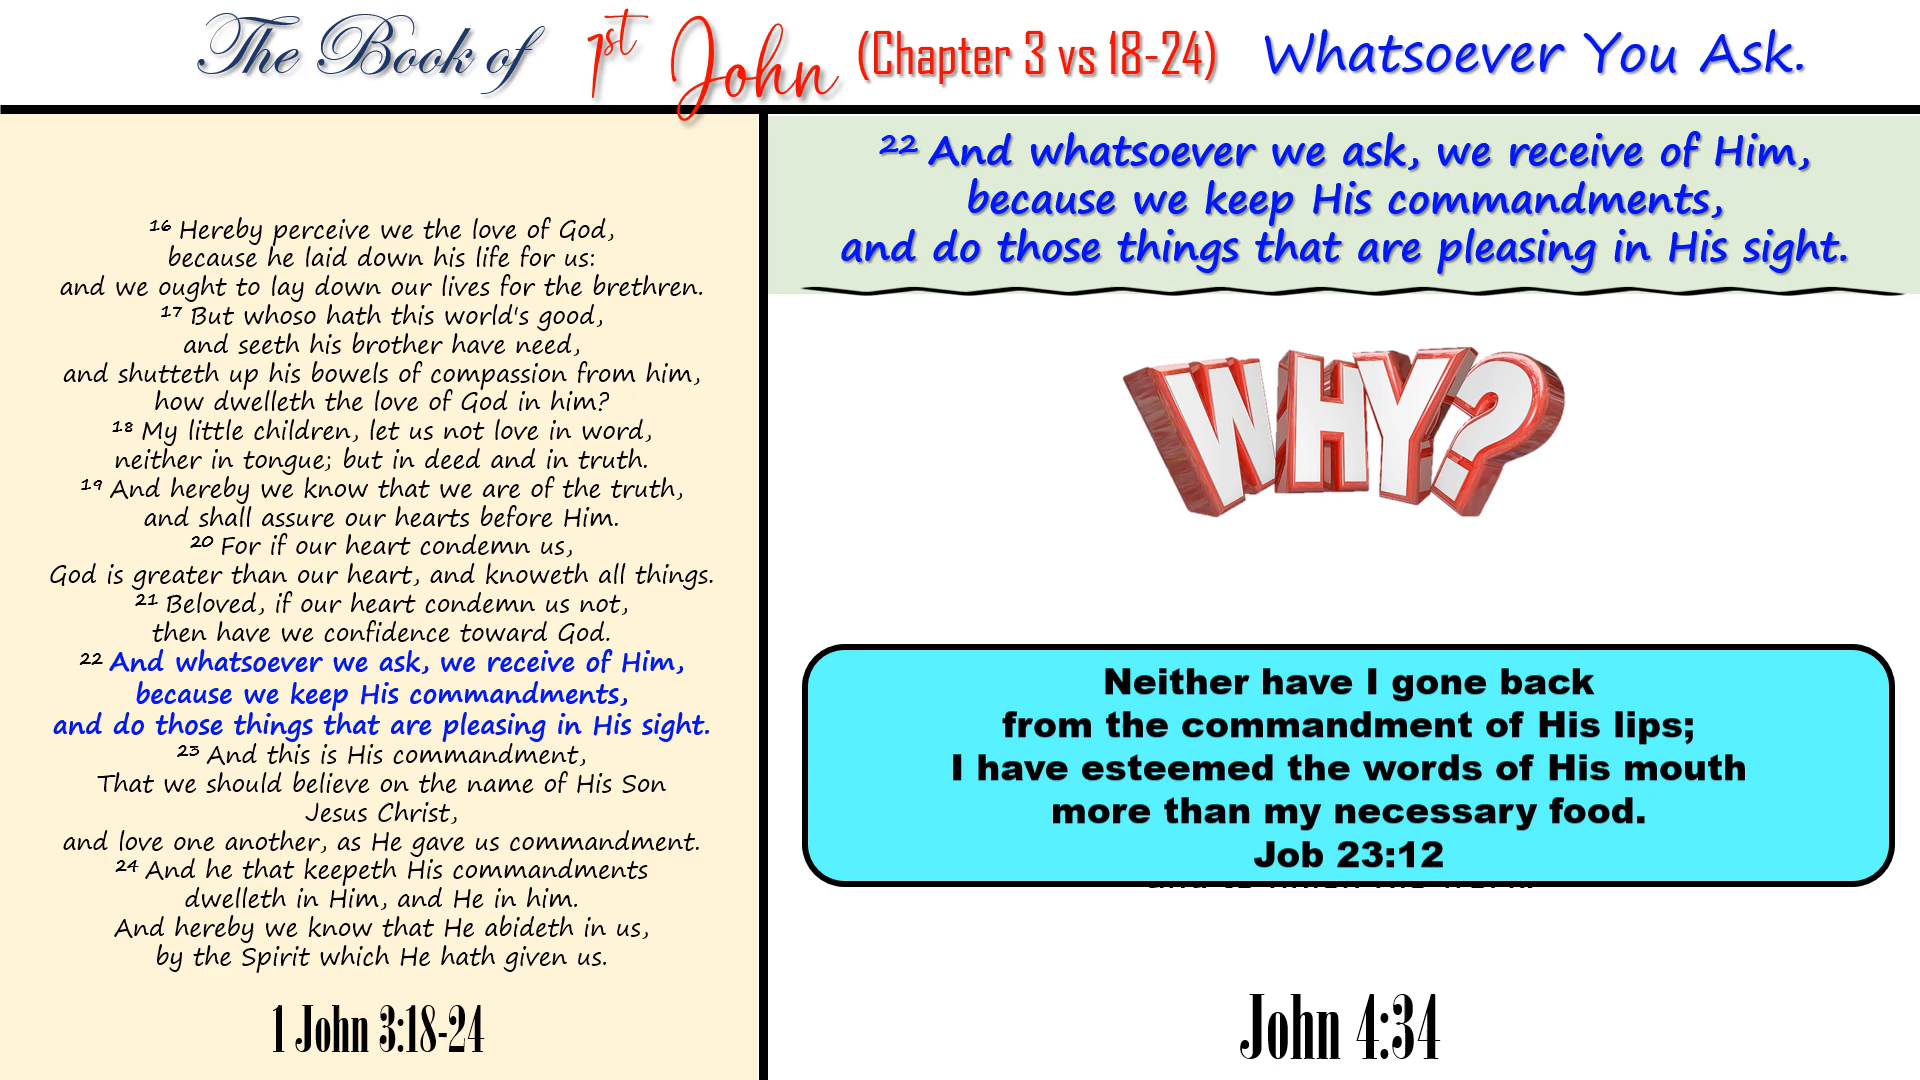 The Book of 1st John (Chapter 3 vs 18-24) Whatsoever You Ask.
16 Hereby perceive we the love of God,
because he laid down his life for us:
and we ought to lay down our lives for the brethren.
17 But whoso hath this world's good,
and seeth his brother have need,
and shutteth up his bowels of compassion from him,
how dwelleth the love of God in him?
18 My little children, let us not love in word,
neither in tongue; but in deed and in truth.
19 And hereby we know that we are of the truth,
and shall assure our hearts before Him.
20 For if our heart condemn us,
God is greater than our heart, and knoweth all things.
21 Beloved, if our heart condemn us not,
then have we confidence toward God.
22 And whatsoever we ask, we receive of Him,
because we keep His commandments,
and do those things that are pleasing in His sight.
23 And this is His commandment,
That we should believe on the name of His Son
Jesus Christ,
and love one another, as He gave us commandment.
24 And he that keepeth His commandments
dwelleth in Him, and He in him.
And hereby we know that He abideth in us,
by the Spirit which He hath given us.
1 John 3:18-24
22 And whatsoever we ask, we receive of Him,
because we keep His commandments,
and do those things that are pleasing in His sight.
WHY?
Neither have I gone back
from the commandment of His lips;
I have esteemed the words of His mouth
more than my necessary food.
Job 23:12
John 4:34